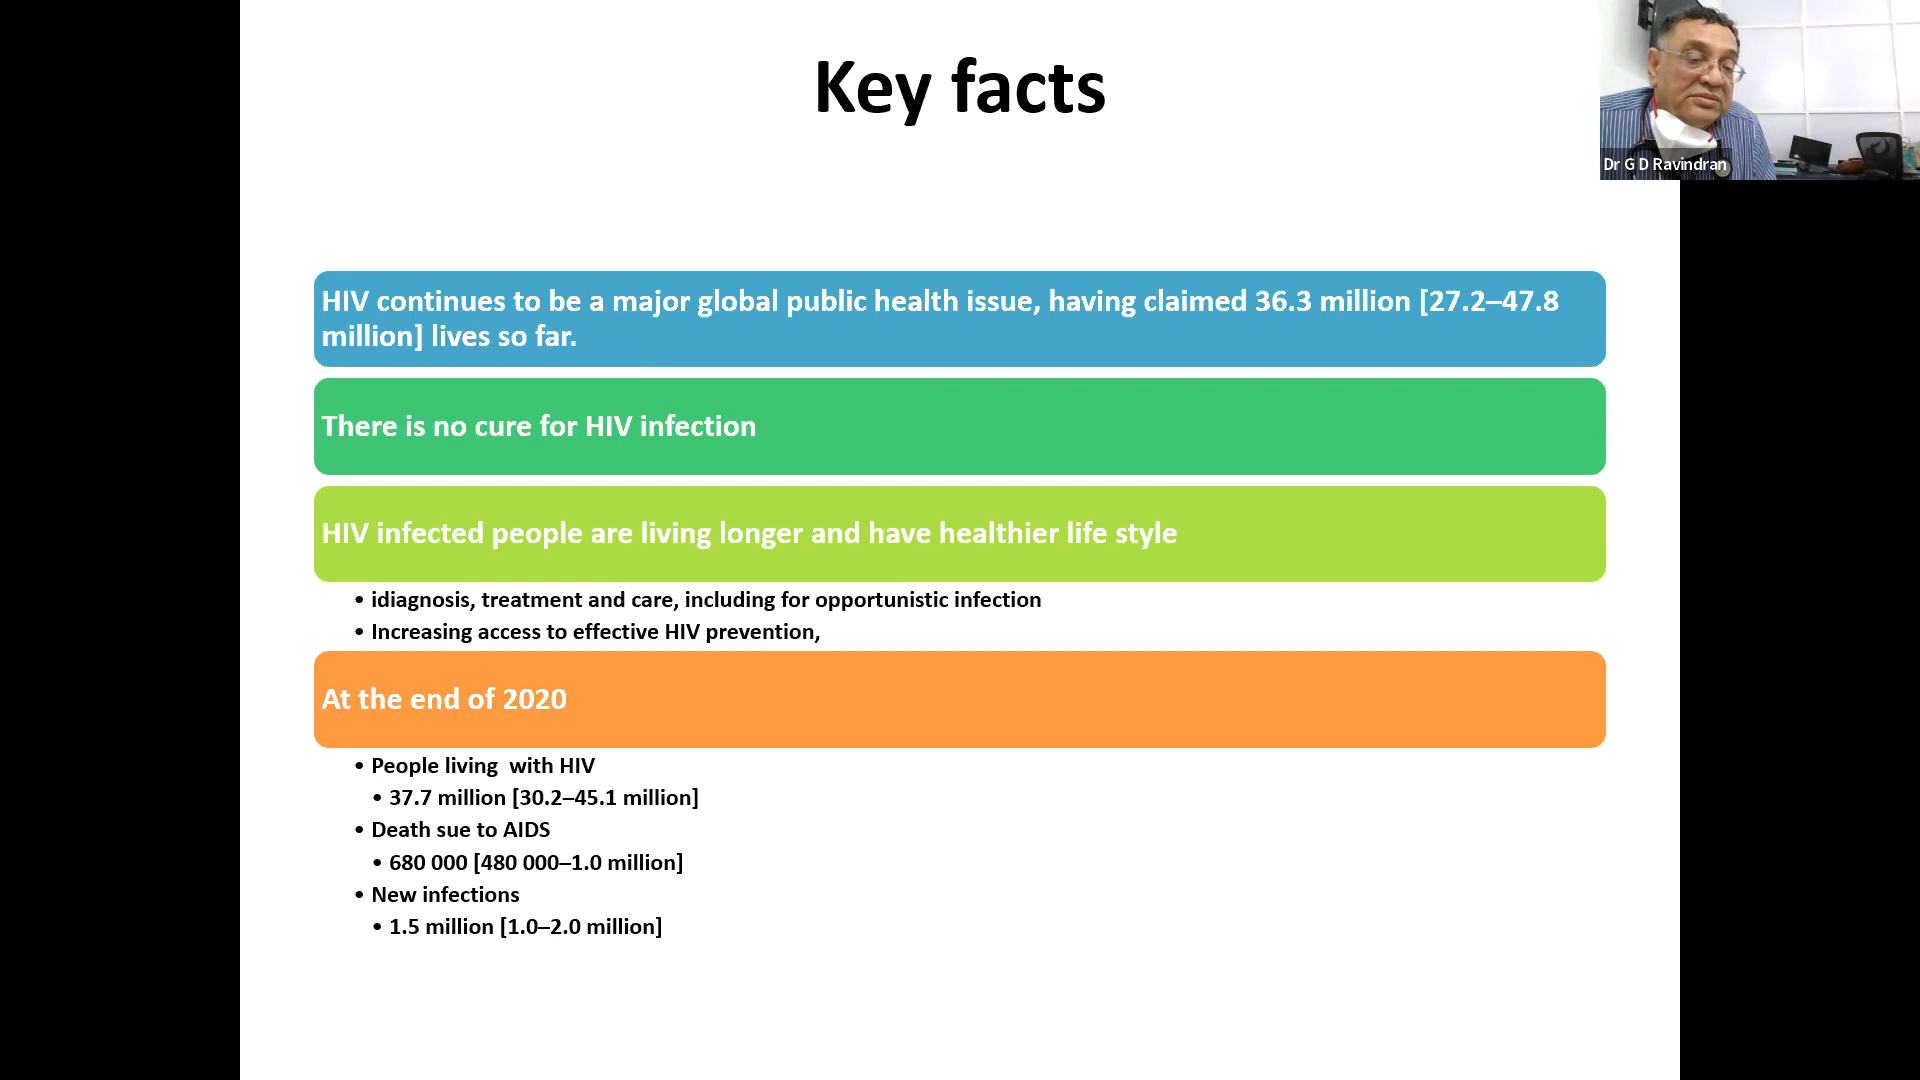 Key facts
Dr G D Ravindran
HIV continues to be a major global public health issue, having claimed 36.3 million [27.2–47.8
million] lives so far.
There is no cure for HIV infection
HIV infected people are living longer and have healthier life style
• idiagnosis, treatment and care, including for opportunistic infection
• Increasing access to effective HIV prevention,
At the end of 2020
• People living  with HIV
• 37.7 million [30.2–45.1 million]
• Death sue to AIDS
• 680 000 [480 000–1.0 million]
• New infections
• 1.5 million [1.0–2.0 million]